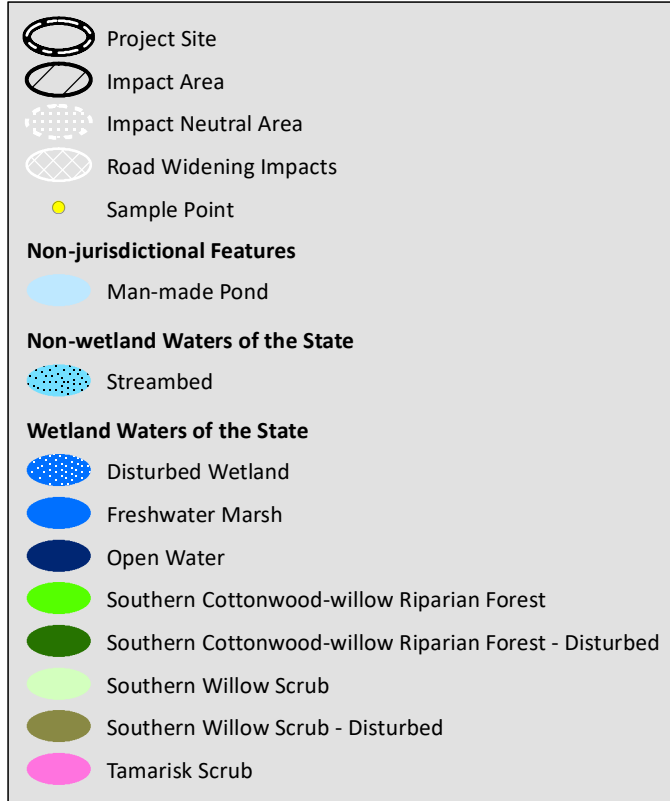 Project Site
Impact Area
Impact Neutral Area
Road Widening Impacts
Sample Point
Non-jurisdictional Features
Man-made Pond
Non-wetland Waters of the State
Streambed
Wetland Waters of the State
Disturbed Wetland
Freshwater Marsh
Open Water
Southern Cottonwood-willow Riparian Forest
Southern Cottonwood-willow Riparian Forest - Disturbed
Southern Willow Scrub
Southern Willow Scrub - Disturbed
Tamarisk Scrub